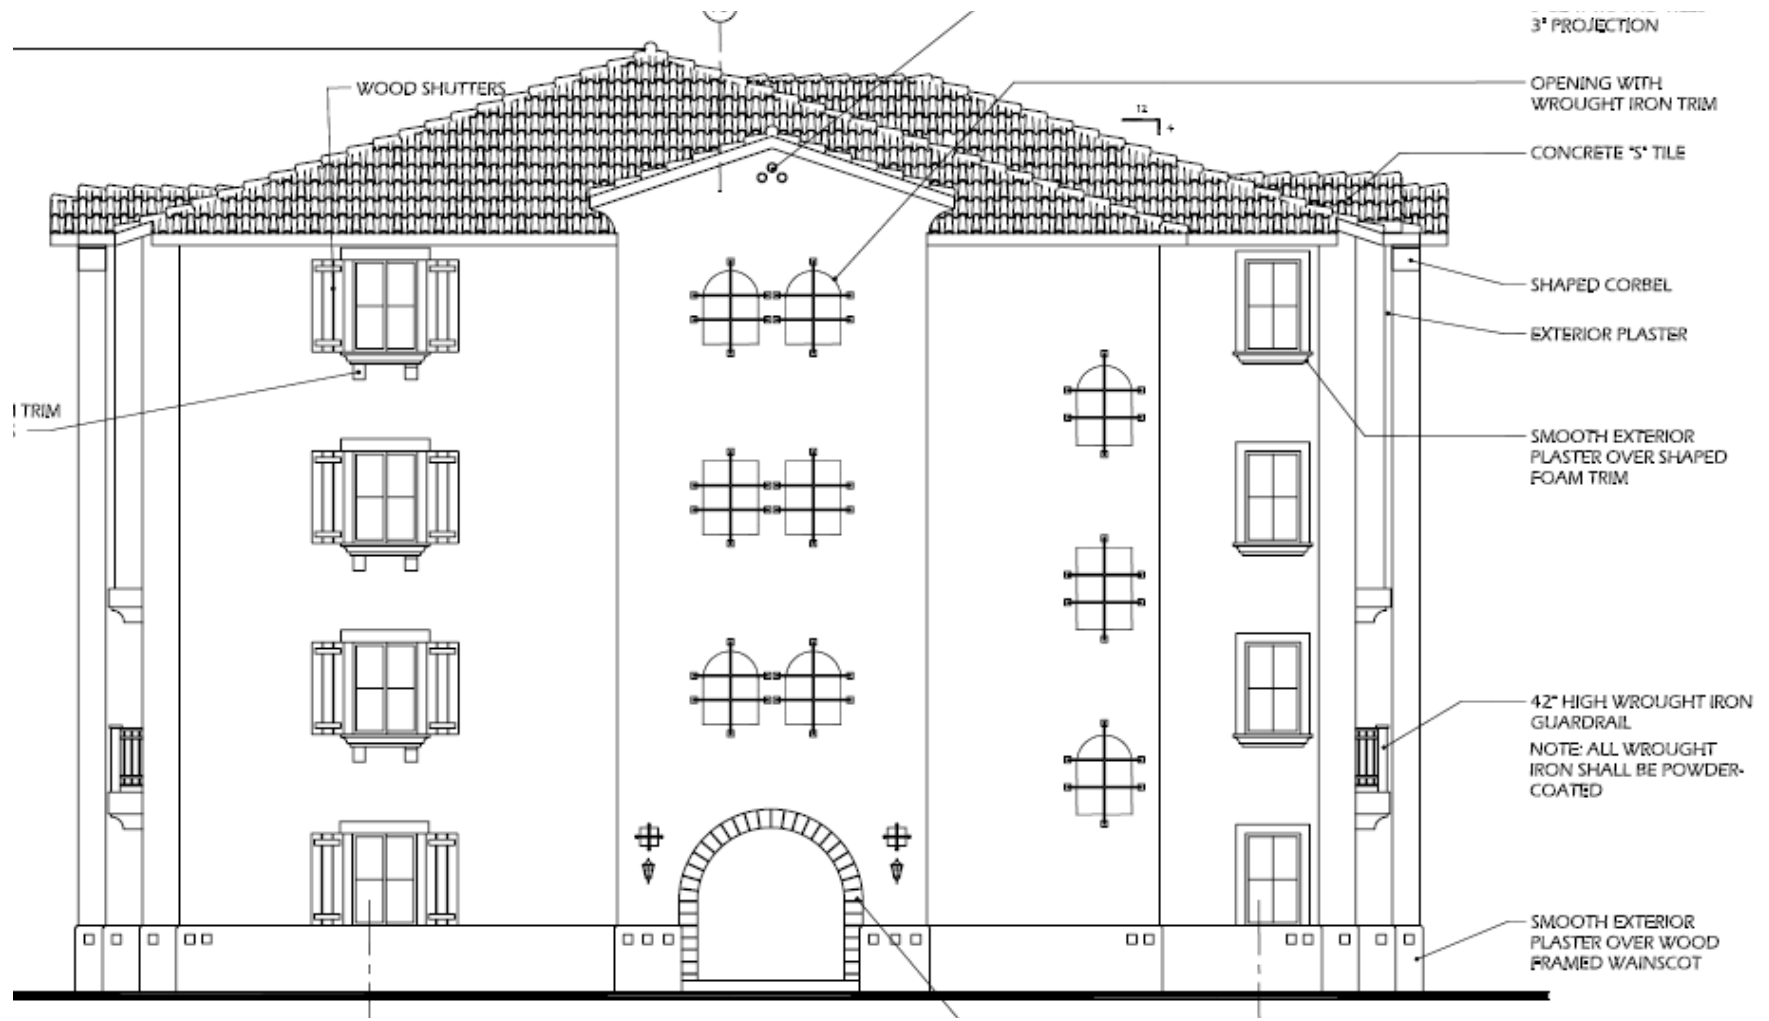 3" PROJECTION
WOOD SHUTTERS
OPENING WITH
WROUGHT IRON TRIM
12
4
CONCRETE "S" TILE
SHAPED CORBEL
EXTERIOR PLASTER
TRIM
SMOOTH EXTERIOR
PLASTER OVER SHAPED
FOAM TRIM
42" HIGH WROUGHT IRON
GUARDRAIL
NOTE: ALL WROUGHT
IRON SHALL BE POWDER-
COATED
SMOOTH EXTERIOR
PLASTER OVER WOOD
FRAMED WAINSCOT